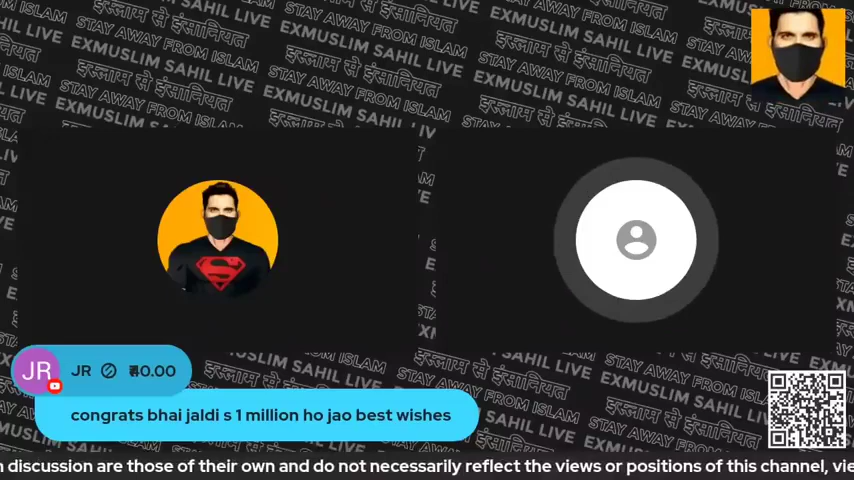 STAY AWAY FROM ISLAM
इस्लाम से इंसानियत
EXMUSLIM SAHIL LIVE
JR
JR
₹40.00
congrats bhai jaldi s 1 million ho jao best wishes
n discussion are those of their own and do not necessarily reflect the views or positions of this channel, vie